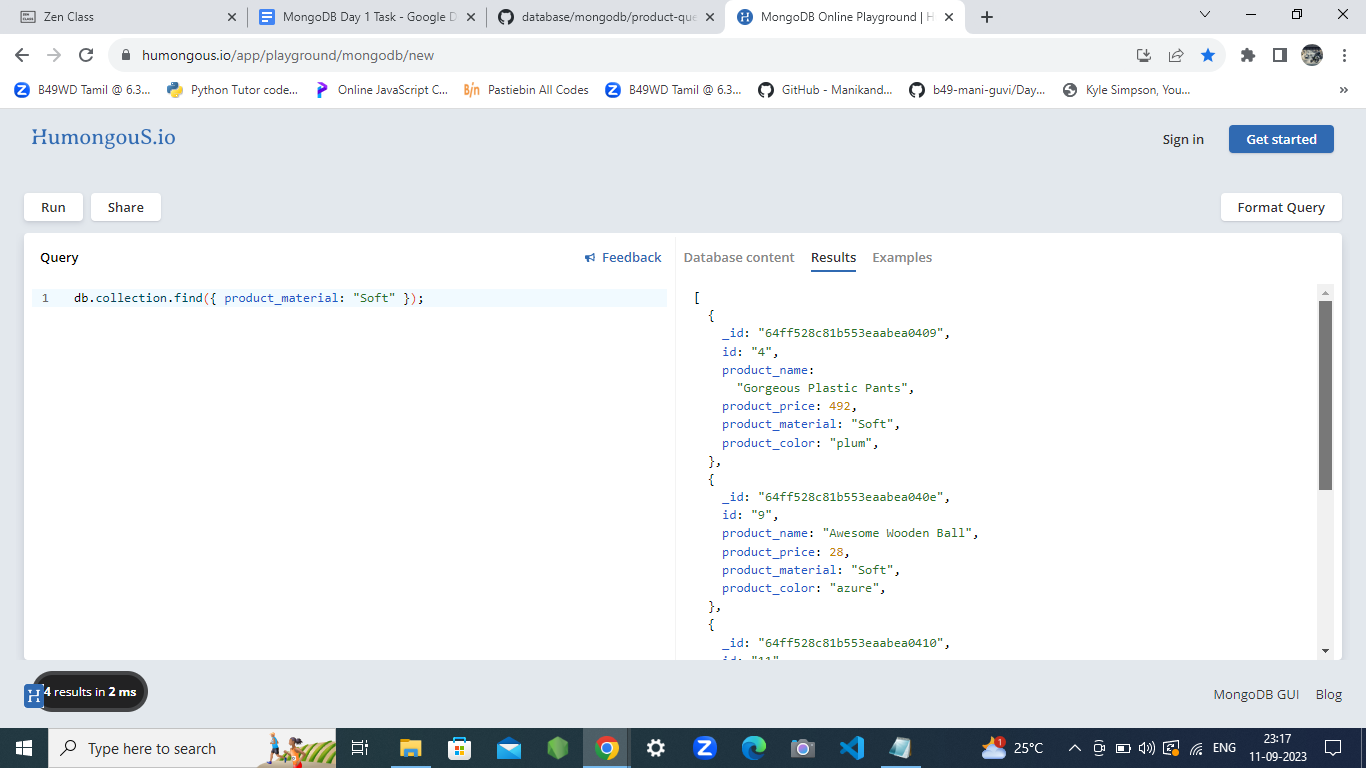 Zen Class
MongoDB Day 1 Task - Google D
database/mongodb/product-que
MongoDB Online Playground | H
humongous.io/app/playground/mongodb/new
B49WD Tamil @ 6.3...
Python Tutor code...
Online JavaScript C...
Pastiebin All Codes
B49WD Tamil @ 6.3...
GitHub - Manikand...
b49-mani-guvi/Day...
Kyle Simpson, You...
»
HumongouS.io
Sign in
Get started
Run
Share
Format Query
Query
Feedback
Database content
Results
Examples
1 db.collection.find({ product_material: "Soft" });
[
{
_id: "64ff528c81b553eaabea0409",
id: "4",
product_name:
"Gorgeous Plastic Pants",
product_price: 492,
product_material: "Soft",
product_color: "plum",
},
{
_id: "64ff528c81b553eaabea040e",
id: "9",
product_name: "Awesome Wooden Ball",
product_price: 28,
product_material: "Soft",
product_color: "azure",
},
{
_id: "64ff528c81b553eaabea0410",
id: "11"
H 4 results in 2 ms
MongoDB GUI
Blog
Type here to search
1
25°C
ENG
23:17
11-09-2023